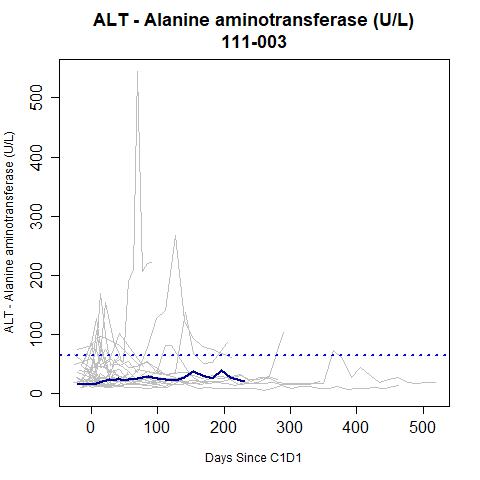 ALT - Alanine aminotransferase (U/L)
111-003
ALT - Alanine aminotransferase (U/L)
500
400
300
200
100
0
0 100 200 300 400 500
Days Since C1D1